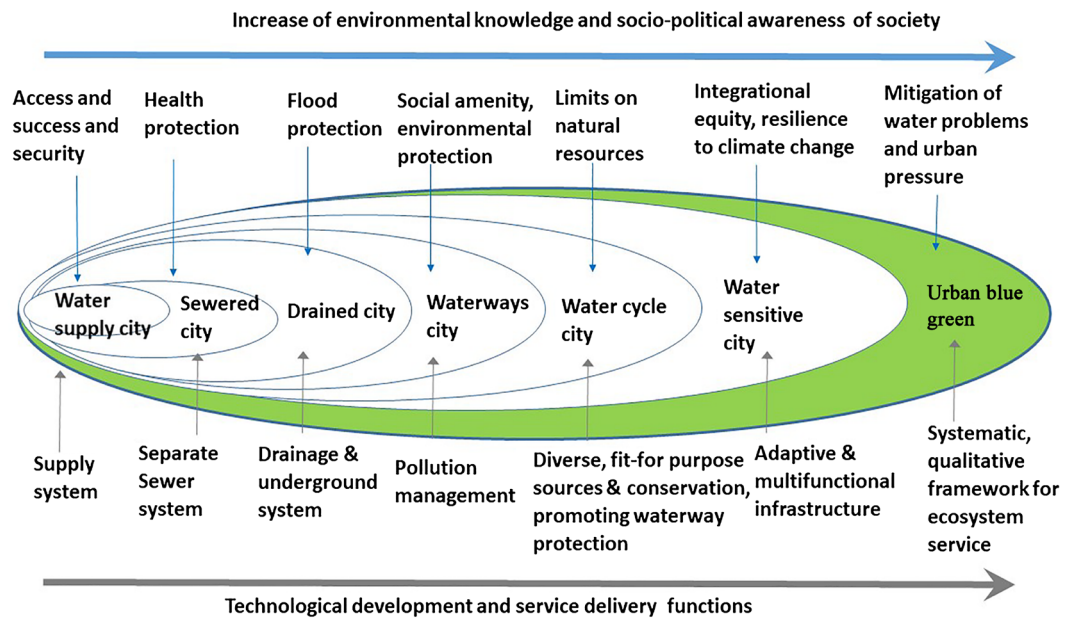 Increase of environmental knowledge and socio-political awareness of society
Access and
success and
security
Health
protection
Flood
protection
Social amenity,
environmental
protection
Limits on
natural
resources
Integrational
equity, resilience
to climate change
Mitigation of
water problems
and urban
pressure
Water
supply city
Sewered
city
Drained city
Waterways
city
Water cycle
city
Water
sensitive
city
Urban blue
green
Supply
system
Separate
Sewer
system
Drainage &
underground
system
Pollution
management
Diverse, fit-for purpose
sources & conservation,
promoting waterway
protection
Adaptive &
multifunctional
infrastructure
Systematic,
qualitative
framework for
ecosystem
service
Technological development and service delivery functions